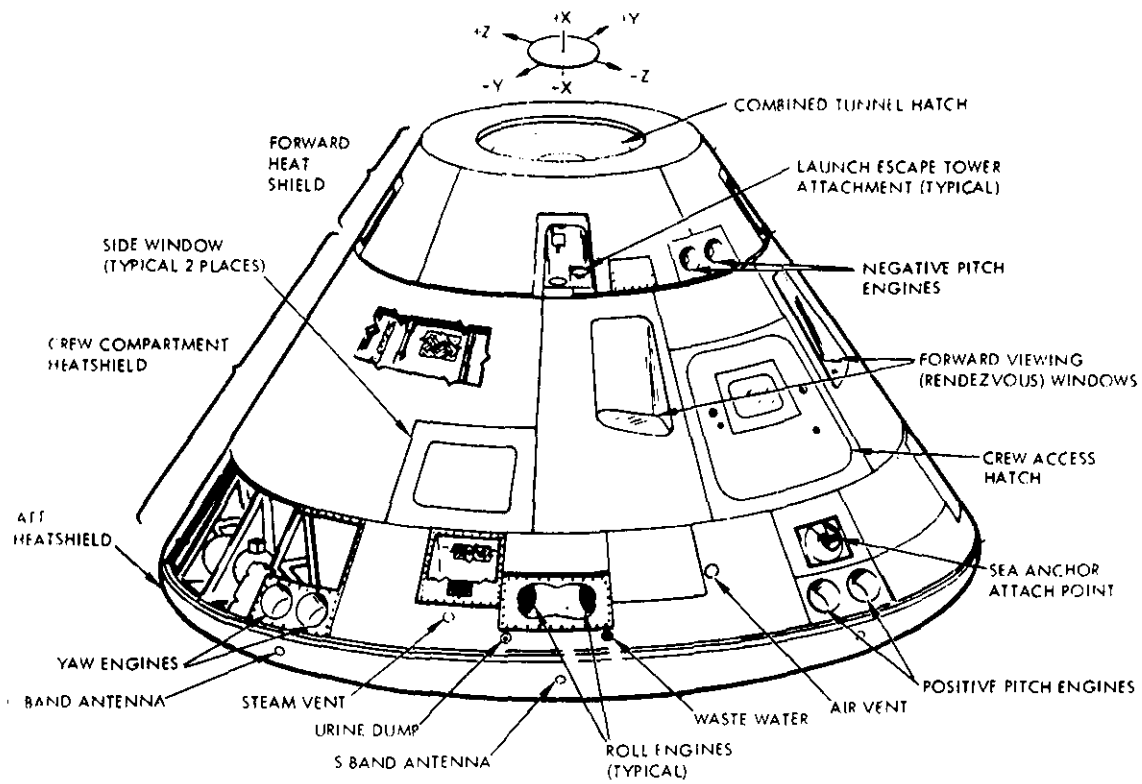 +X
+Z
+Y
-Y
-X
-Z
COMBINED TUNNEL HATCH
FORWARD
HEAT
SHIELD
LAUNCH ESCAPE TOWER
ATTACHMENT (TYPICAL)
SIDE WINDOW
(TYPICAL 2 PLACES)
NEGATIVE PITCH
ENGINES
CREW COMPARTMENT
HEATSHIELD
FORWARD VIEWING
(RENDEZVOUS) WINDOWS
CREW ACCESS
HATCH
AFT
HEATSHIELD
SEA ANCHOR
ATTACH POINT
YAW ENGINES
BAND ANTENNA
STEAM VENT
URINE DUMP
S BAND ANTENNA
ROLL ENGINES
(TYPICAL)
WASTE WATER
AIR VENT
POSITIVE PITCH ENGINES